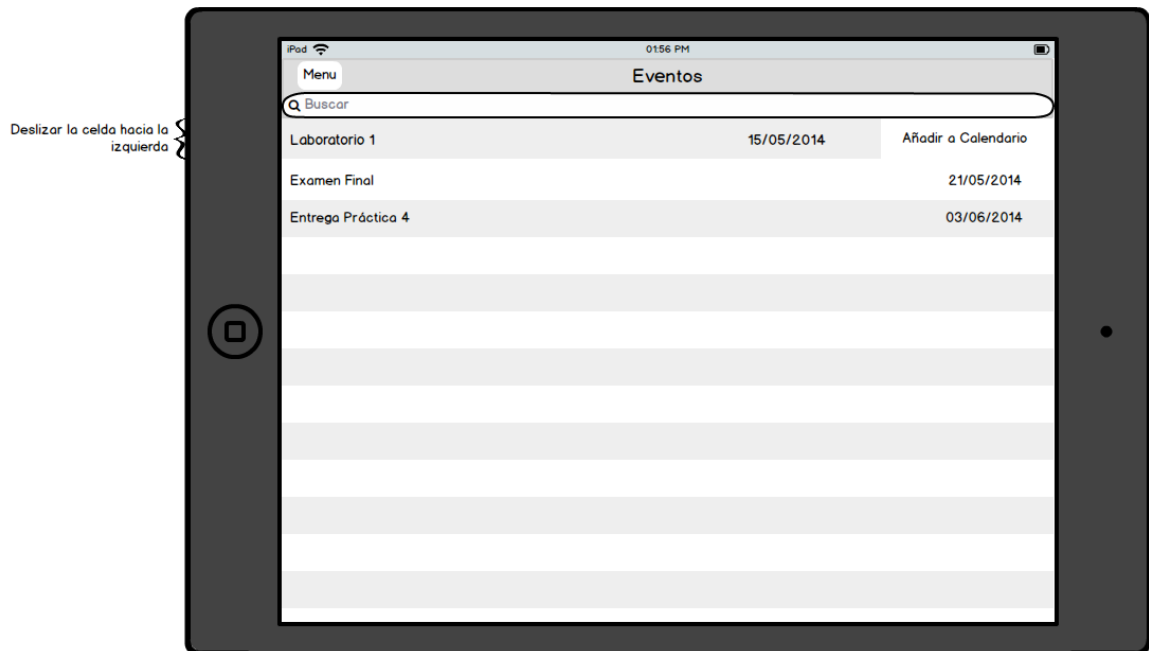 iPad 01:56 PM
Menu Eventos
Buscar
Deslizar la celda hacia la
izquierda
Laboratorio 1 15/05/2014 Añadir a Calendario
Examen Final 21/05/2014
Entrega Práctica 4 03/06/2014